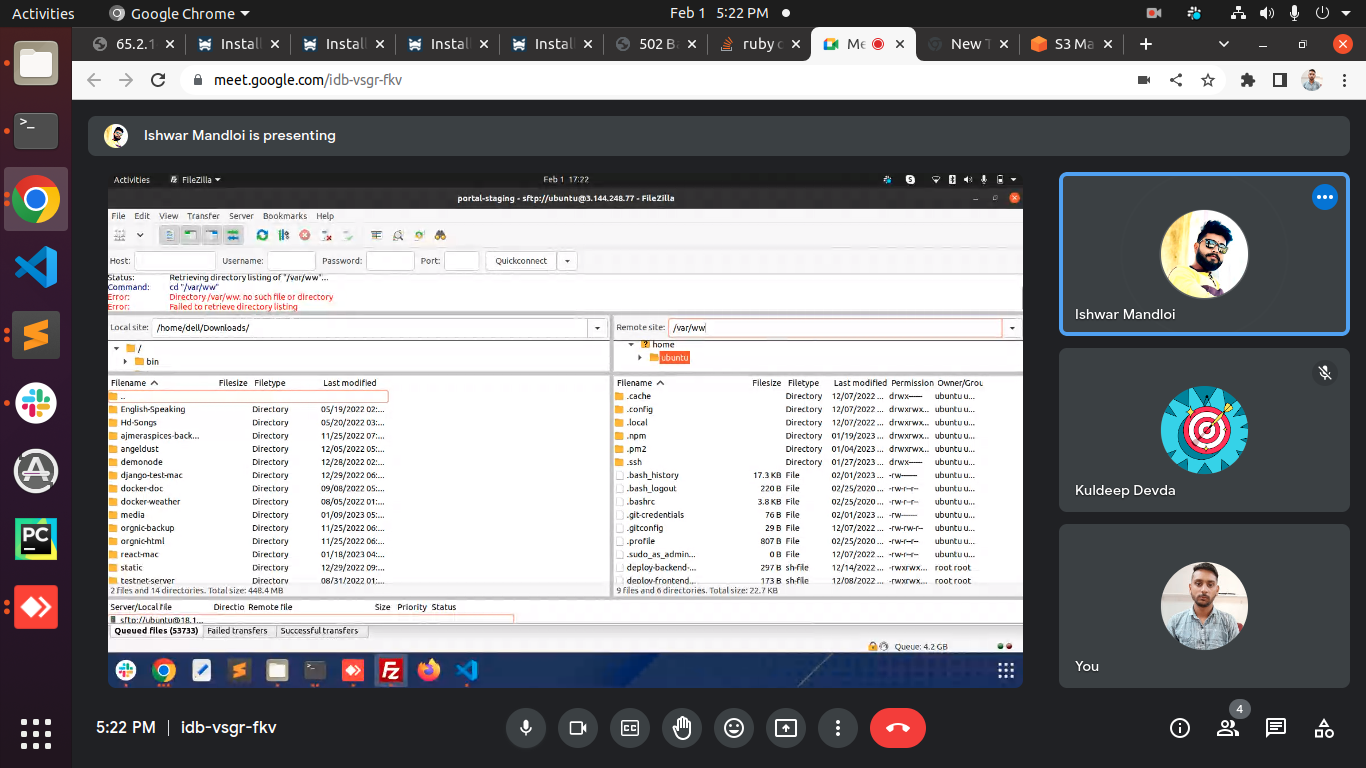 Activities Google Chrome Feb 1 5:22 PM
65.2.1 Install Install Install Install 502 Ba ruby c Me New T S3 Ma
meet.google.com/idb-vsgr-fkv
Ishwar Mandloi is presenting
Activities FileZilla Feb 1 17:22
portal-staging - sftp://ubuntu@3.144.248.77 - FileZilla
File Edit View Transfer Server Bookmarks Help
Host: Username: Password: Port: Quickconnect
Status: Retrieving directory listing of "/var/ww"...
Command: cd "/var/ww"
Error: Directory /var/ww: no such file or directory
Error: Failed to retrieve directory listing
Local site: /home/dell/Downloads/
/
bin
Filename Filesize Filetype Last modified
..
English-Speaking Directory 05/19/2022 02:...
Hd-Songs Directory 05/20/2022 03:...
ajmeraspices-back... Directory 11/25/2022 07:...
angeldust Directory 12/05/2022 05:...
demonode Directory 12/28/2022 02:...
django-test-mac Directory 12/29/2022 06:...
docker-doc Directory 09/08/2022 05:...
docker-weather Directory 08/05/2022 01:...
media Directory 01/09/2023 05:...
orgnic-backup Directory 11/25/2022 06:...
orgnic-html Directory 11/25/2022 06:...
react-mac Directory 01/18/2023 04:...
static Directory 12/29/2022 09:...
testnet-server Directory 08/31/2022 01:...
2 files and 14 directories. Total size: 448.4 MB
Remote site: /var/ww
home
ubuntu
Filename Filesize Filetype Last modified Permission Owner/Grou
.cache Directory 12/07/2022 ... drwx------ ubuntu u...
.config Directory 12/07/2022 ... drwxrwx... ubuntu u...
.local Directory 12/07/2022 ... drwxrwx... ubuntu u...
.npm Directory 01/19/2023 ... drwxrwx... ubuntu u...
.pm2 Directory 01/04/2023 ... drwxrwx... ubuntu u...
.ssh Directory 01/27/2023 ... drwx------ ubuntu u...
.bash_history 17.3 KB File 02/01/2023 ... -rw------- ubuntu u...
.bash_logout 220 B File 02/25/2020 ... -rw-r--r-- ubuntu u...
.bashrc 3.8 KB File 02/25/2020 ... -rw-r--r-- ubuntu u...
.git-credentials 76 B File 02/01/2023 ... -rw------- ubuntu u...
.gitconfig 29 B File 12/07/2022 ... -rw-rw-r-- ubuntu u...
.profile 807 B File 02/25/2020 ... -rw-r--r-- ubuntu u...
.sudo_as_admin... 0 B File 12/07/2022 ... -rw-r--r-- ubuntu u...
deploy-backend-... 297 B sh-file 12/14/2022 ... -rwxrwx... root root
deploy-frontend... 173 B sh-file 12/08/2022 ... -rwxrwx... root root
9 files and 6 directories. Total size: 22.7 KB
Server/Local file Directio Remote file Size Priority Status
sftp://ubuntu@18.1...
Queued files (53733) Failed transfers Successful transfers
Queue: 4.2 GB
Ishwar Mandloi
Kuldeep Devda
You
5:22 PM | idb-vsgr-fkv
4